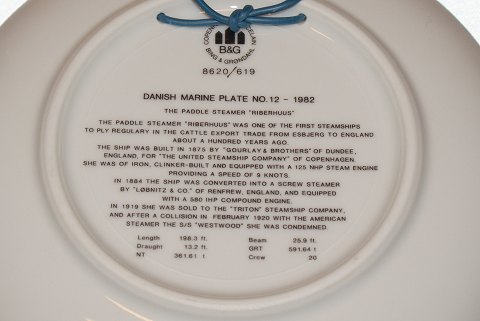 COPENH ELAIN
B&G
BING & GRØNDAHL
8620/619
DANISH MARINE PLATE NO. 12 - 1982
THE PADDLE STEAMER "RIBERHUUS"
THE PADDLE STEAMER "RIBERHUUS" WAS ONE OF THE FIRST STEAMSHIPS
TO PLY REGULARY IN THE CATTLE EXPORT TRADE FROM ESBJERG TO ENGLAND
ABOUT A HUNDRED YEARS AGO.
THE SHIP WAS BUILT IN 1875 BY "GOURLAY & BROTHERS" OF DUNDEE,
ENGLAND, FOR "THE UNITED STEAMSHIP COMPANY" OF COPENHAGEN.
SHE WAS OF IRON, CLINKER-BUILT AND EQUIPPED WITH A 125 NHP STEAM ENGINE
PROVIDING A SPEED OF 9 KNOTS.
IN 1884 THE SHIP WAS CONVERTED INTO A SCREW STEAMER
BY "LØBNITZ & CO." OF RENFREW, ENGLAND, AND EQUIPPED
WITH A 580 IHP COMPOUND ENGINE.
IN 1919 SHE WAS SOLD TO THE "TRITON" STEAMSHIP COMPANY,
AND AFTER A COLLISION IN FEBRUARY 1920 WITH THE AMERICAN
STEAMER THE S/S "WESTWOOD" SHE WAS CONDEMNED.
Length 198.3 ft. Beam 25.9 ft.
Draught 13.2 ft. GRT 591.64 t
NT 361.61 t Crew 20